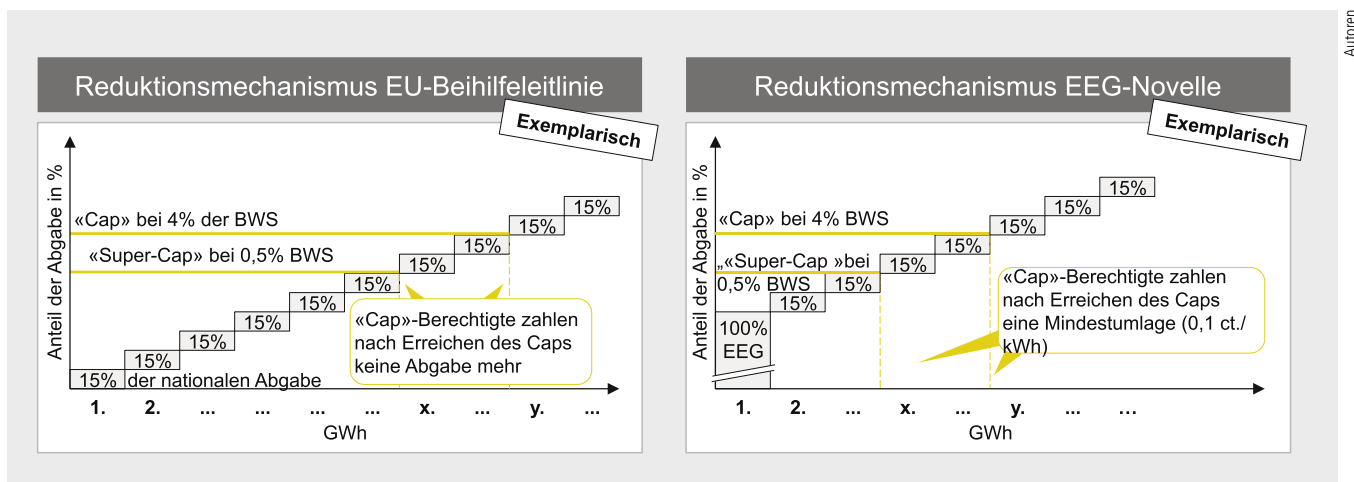 Autoren
Reduktionsmechanismus EU-Beihilfeleitlinie
Exemplarisch
Anteil der Abgabe in %
15%
«Cap» bei 4% der BWS
15%
15%
«Super-Cap» bei 0,5% BWS
15%
15%
15%
15%
15%
15%
15% der nationalen Abgabe
«Cap»-Berechtigte zahlen
nach Erreichen des Caps
keine Abgabe mehr
1. 2. ... ... ... ... x. ... y. ...
GWh
Reduktionsmechanismus EEG-Novelle
Exemplarisch
Anteil der Abgabe in %
15%
15%
«Cap» bei 4% BWS
15%
15%
„«Super-Cap »bei
15%
0,5% BWS
15%
15%
100%
EEG
«Cap»-Berechtigte zahlen
nach Erreichen des Caps
eine Mindestumlage (0,1 ct./
kWh)
1. 2. ... x. ... y. ... ...
GWh